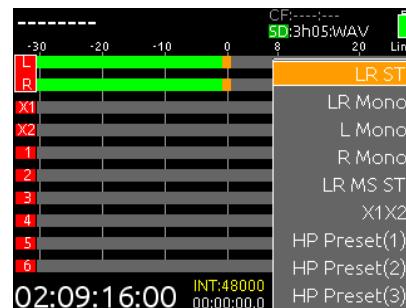 --------
CF:----:---
SD:3h05:WAV
-30 -20 -10 0 8 20 Lin
L
R
X1
X2
1
2
3
4
5
6
LR ST
LR Mono
L Mono
R Mono
LR MS ST
X1X2
HP Preset(1)
HP Preset(2)
HP Preset(3)
02:09:16:00
INT:48000
00:00:00.0